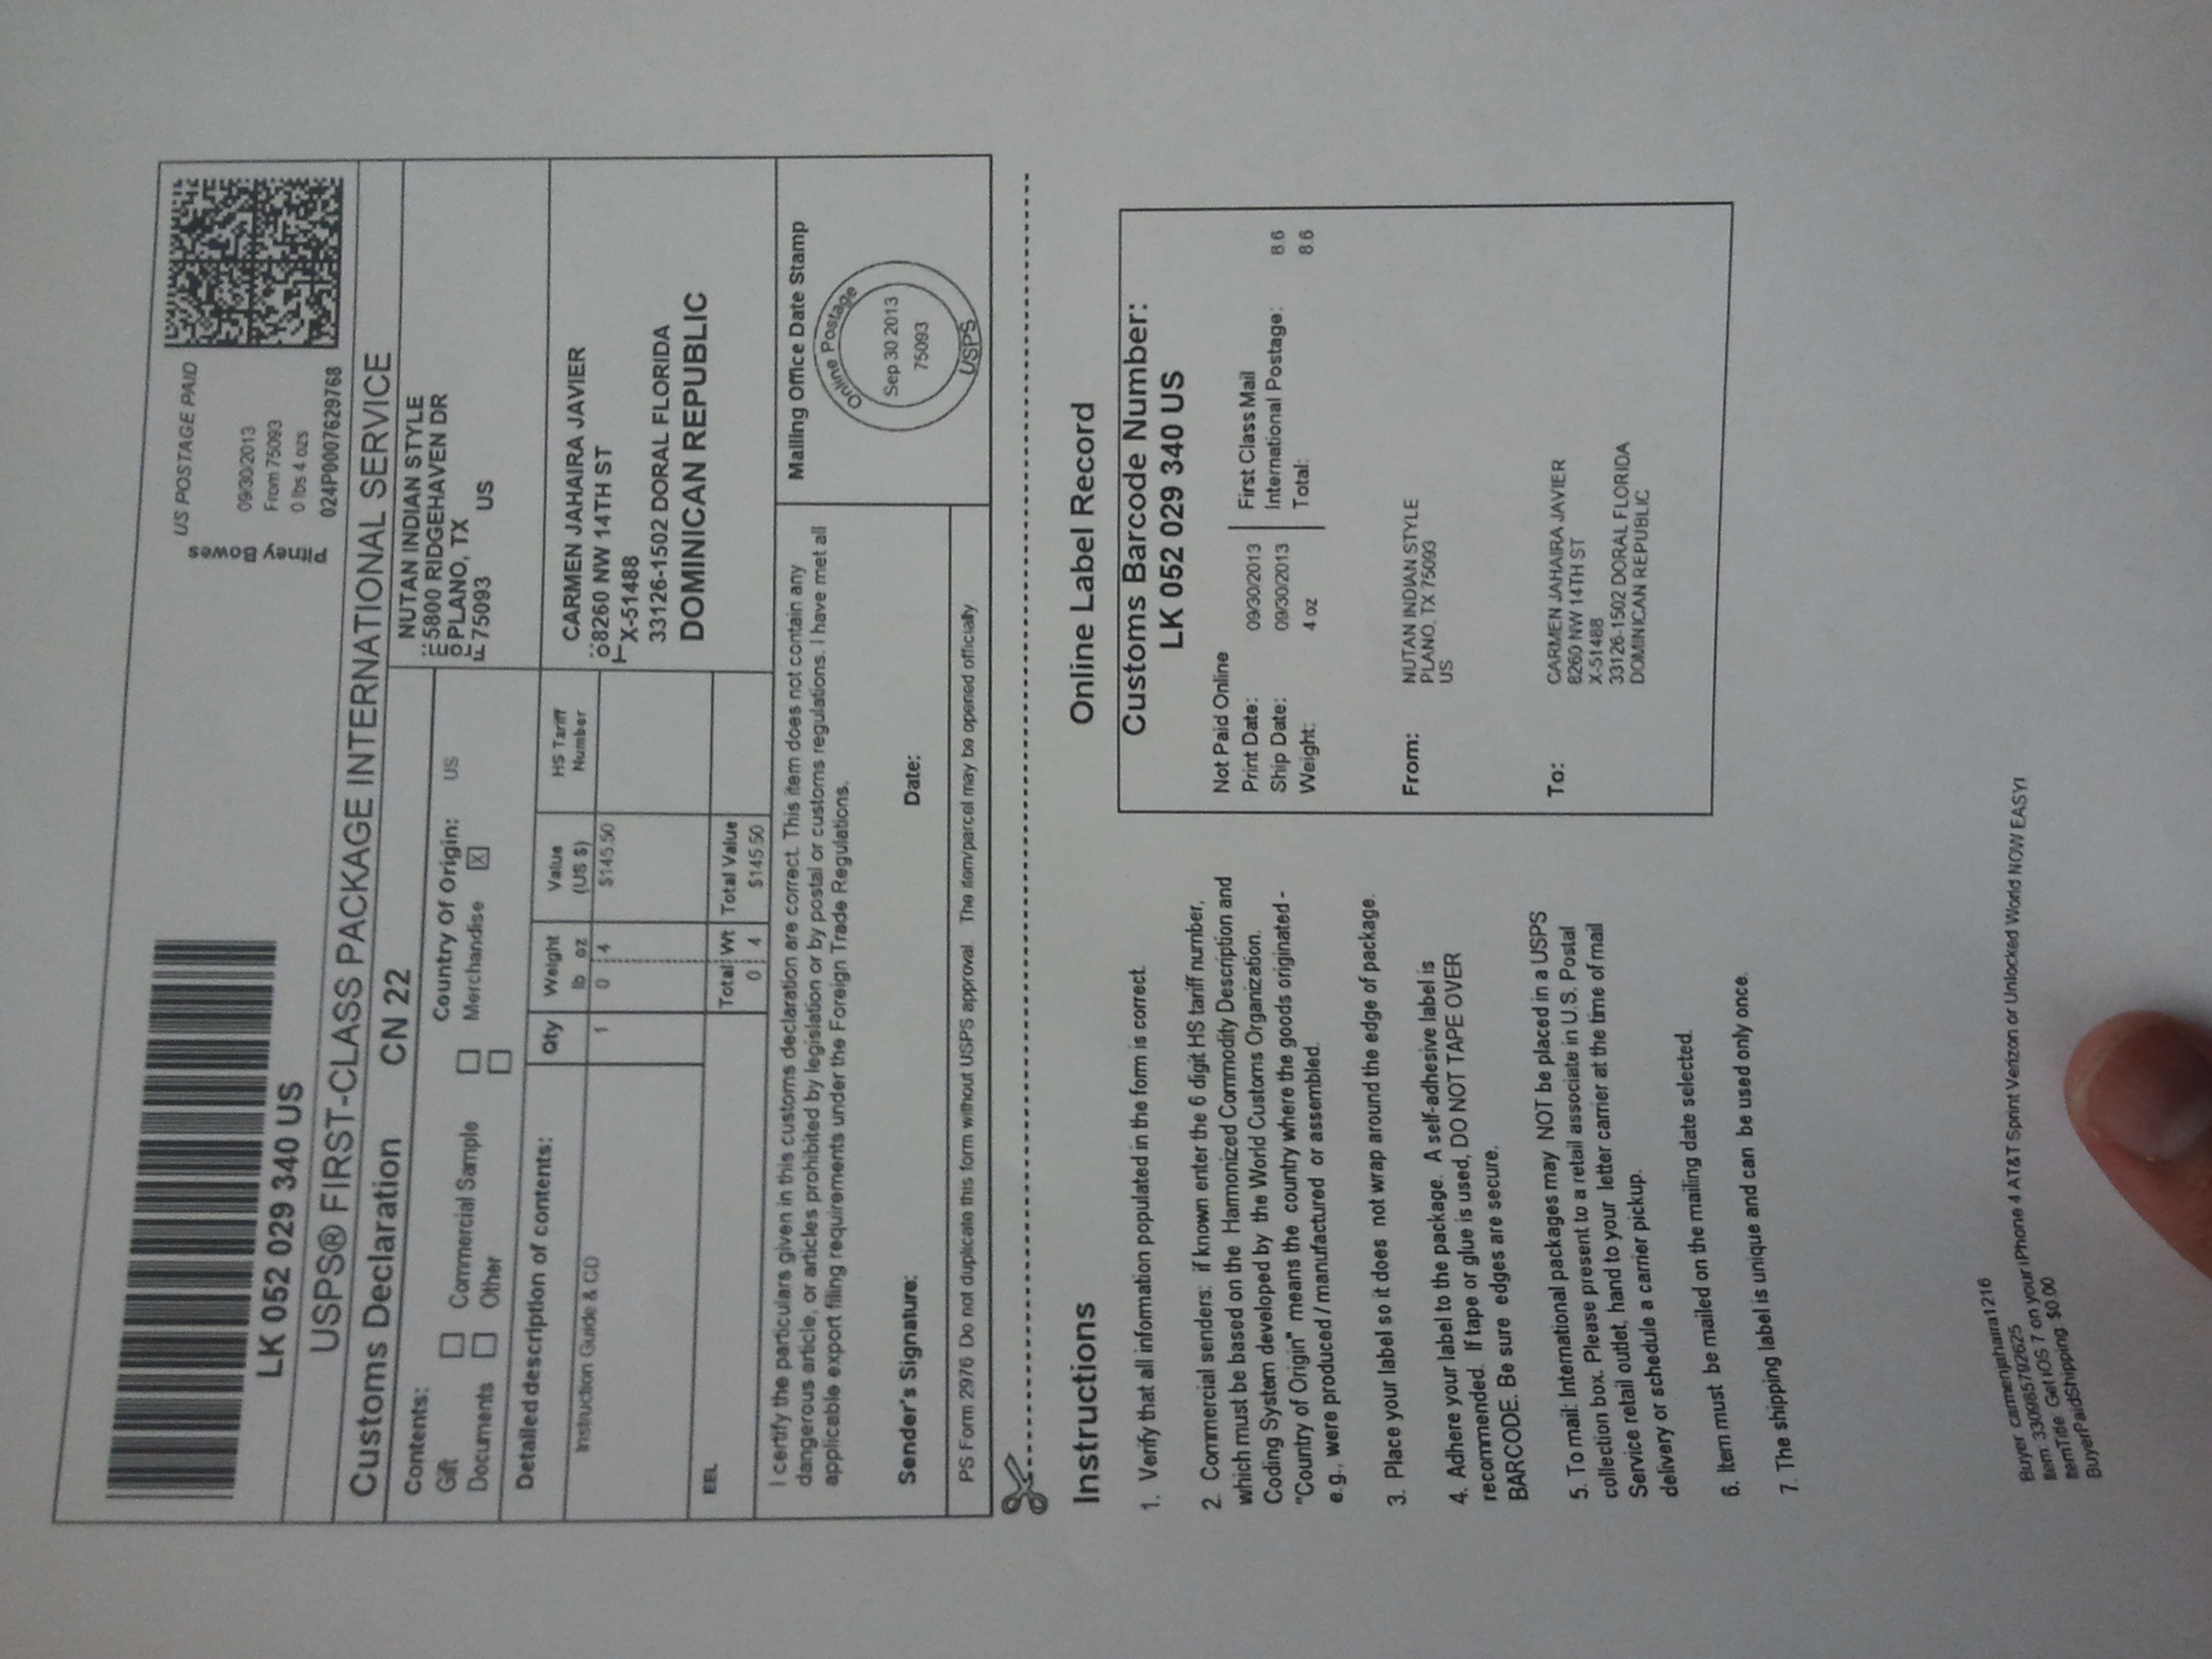 LK 052 029 340 US
Pitney Bowes
US POSTAGE PAID
09/30/2013
From 75093
0 lbs 4 ozs
024P0007629768
USPS® FIRST-CLASS PACKAGE INTERNATIONAL SERVICE
Customs Declaration CN 22
Contents:
Country Of Origin: US
Gift Commercial Sample Merchandise X
Documents Other
From:
NUTAN INDIAN STYLE
5800 RIDGEHAVEN DR
PLANO, TX
75093 US
Detailed description of contents: Qty Weight Value HS Tariff
lb oz (US $) Number
Instruction Guide & CD 1 0 4 $145.50
To:
CARMEN JAHAIRA JAVIER
8260 NW 14TH ST
X-51488
33126-1502 DORAL FLORIDA
DOMINICAN REPUBLIC
EEL
Total Wt Total Value
0 4 $145.50
I certify the particulars given in this customs declaration are correct. This item does not contain any
dangerous article, or articles prohibited by legislation or by postal or customs regulations. I have met all
applicable export filing requirements under the Foreign Trade Regulations.
Sender's Signature: Date:
Mailing Office Date Stamp
Online Postage
Sep 30 2013
75093
USPS
PS Form 2976 Do not duplicate this form without USPS approval. The item/parcel may be opened officially
Instructions
1. Verify that all information populated in the form is correct.
2. Commercial senders: if known enter the 6 digit HS tariff number,
which must be based on the Harmonized Commodity Description and
Coding System developed by the World Customs Organization.
"Country of Origin" means the country where the goods originated -
e.g., were produced / manufactured or assembled.
3. Place your label so it does not wrap around the edge of package.
4. Adhere your label to the package. A self-adhesive label is
recommended. If tape or glue is used, DO NOT TAPE OVER
BARCODE. Be sure edges are secure.
5. To mail: International packages may NOT be placed in a USPS
collection box. Please present to a retail associate in U.S. Postal
Service retail outlet, hand to your letter carrier at the time of mail
delivery or schedule a carrier pickup.
6. Item must be mailed on the mailing date selected.
7. The shipping label is unique and can be used only once.
Online Label Record
Customs Barcode Number:
LK 052 029 340 US
Not Paid Online
Print Date: 09/30/2013
Ship Date: 09/30/2013
Weight: 4 oz
First Class Mail
International Postage: 8.6
Total: 8.6
From: NUTAN INDIAN STYLE
PLANO, TX 75093
US
To: CARMEN JAHAIRA JAVIER
8260 NW 14TH ST
X-51488
33126-1502 DORAL FLORIDA
DOMINICAN REPUBLIC
Buyer: carmenjahaira1216
Item: 330985792625
ItemTitle: Get iOS 7 on your iPhone 4 AT&T Sprint Verizon or Unlocked World NOW EASY!
BuyerPaidShipping: $0.00